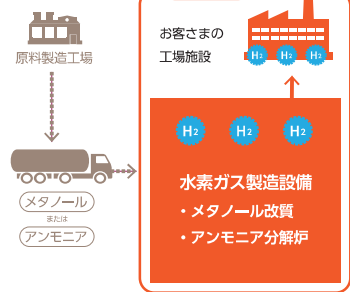 原料製造工場
お客さまの
工場施設
H2 H2 H2
H2 H2 H2
メタノール
または
アンモニア
水素ガス製造設備
・メタノール改質
・アンモニア分解炉